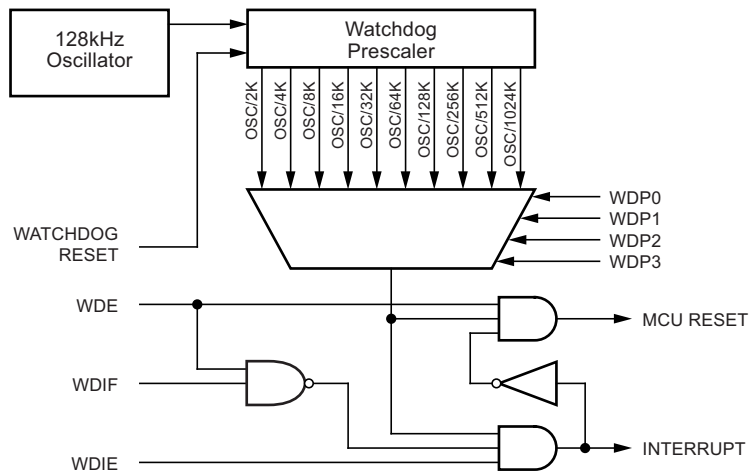 128kHz
Oscillator
Watchdog
Prescaler
OSC/2K
OSC/4K
OSC/8K
OSC/16K
OSC/32K
OSC/64K
OSC/128K
OSC/256K
OSC/512K
OSC/1024K
WDP0
WDP1
WDP2
WDP3
WATCHDOG
RESET
WDE
MCU RESET
WDIF
INTERRUPT
WDIE